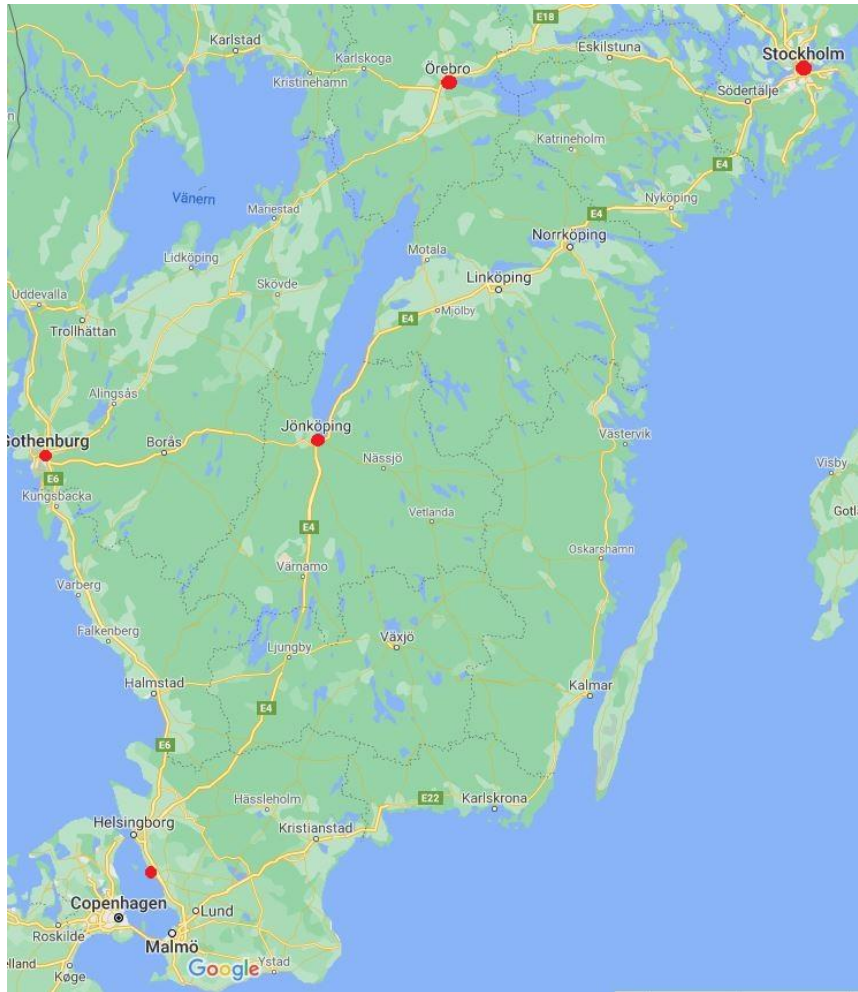 E18
Karlstad
Karlskoga
Eskilstuna
Stockholm
Örebro
Kristinehamn
Södertälje
Katrineholm
E4
Vänern
Nyköping
Mariestad
E4
Norrköping
Motala
Lidköping
Linköping
Skövde
Uddevalla
Mjölby
E4
Trollhättan
Alingsås
Jönköping
Gothenburg
Borås
Västervik
Nässjö
Visby
E6
Kungsbacka
Gotl
Vetlanda
E4
Oskarshamn
Värnamo
Varberg
Falkenberg
Växjö
Ljungby
Halmstad
Kalmar
E4
E6
E22
Karlskrona
Hässleholm
Helsingborg
Kristianstad
Copenhagen
Lund
Roskilde
Malmö
elland
Ystad
Google
Køge